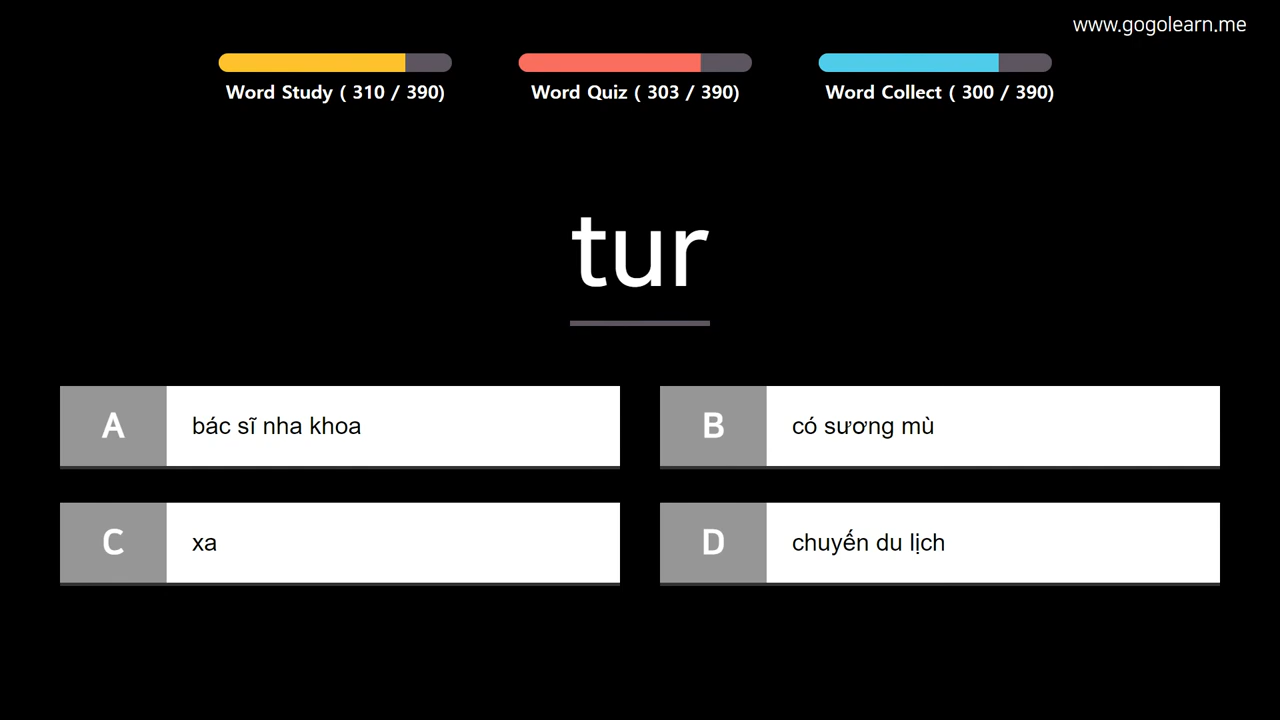 www.gogolearn.me
Word Study ( 310 / 390)
Word Quiz ( 303 / 390)
Word Collect ( 300 / 390)
tur
A bác sĩ nha khoa
B có sương mù
C xa
D chuyến du lịch